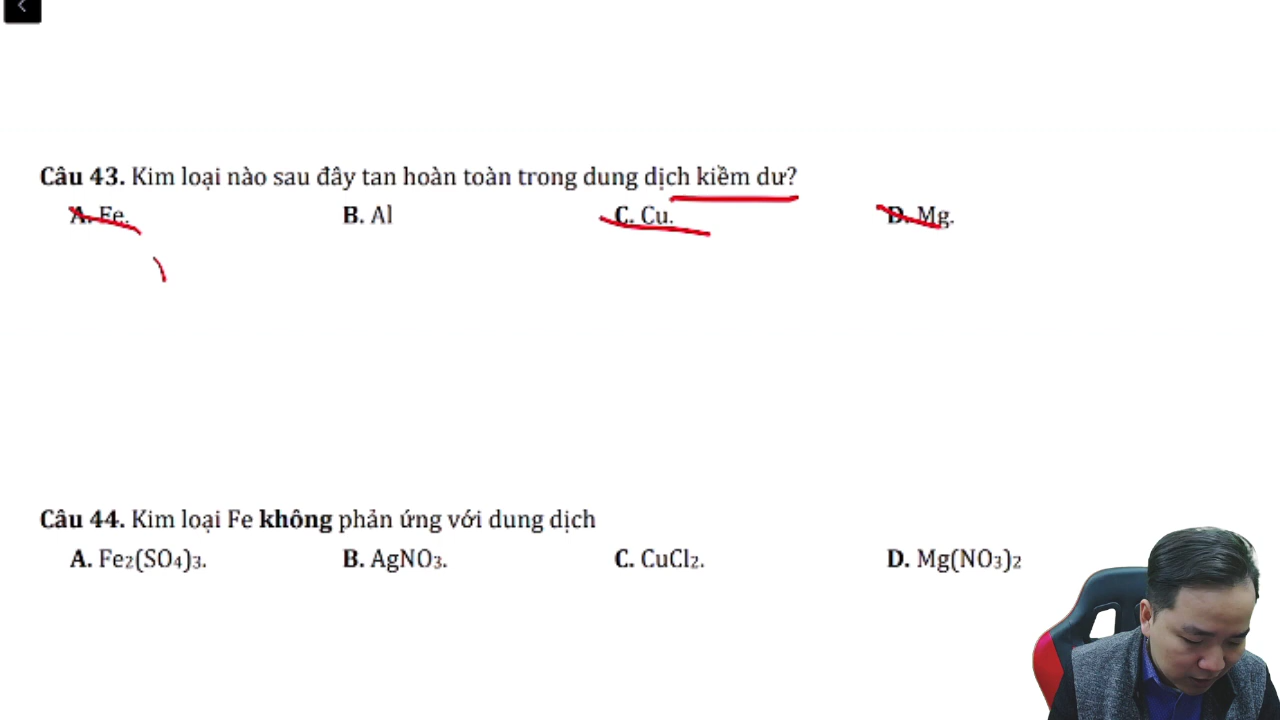 Câu 43. Kim loại nào sau đây tan hoàn toàn trong dung dịch kiềm dư?
A. Fe. B. Al C. Cu. D. Mg.
Câu 44. Kim loại Fe không phản ứng với dung dịch
A. Fe₂(SO₄)₃. B. AgNO₃. C. CuCl₂. D. Mg(NO₃)₂